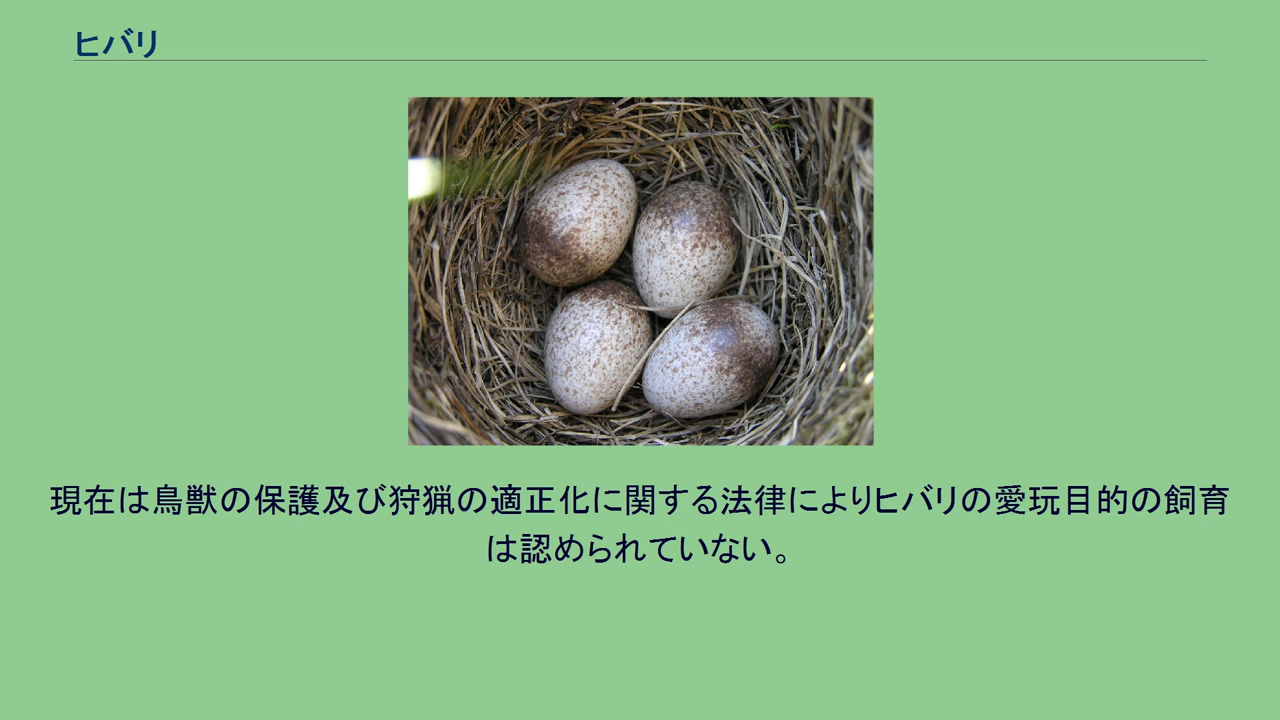 ヒバリ
現在は鳥獣の保護及び狩猟の適正化に関する法律によりヒバリの愛玩目的の飼育
は認められていない。